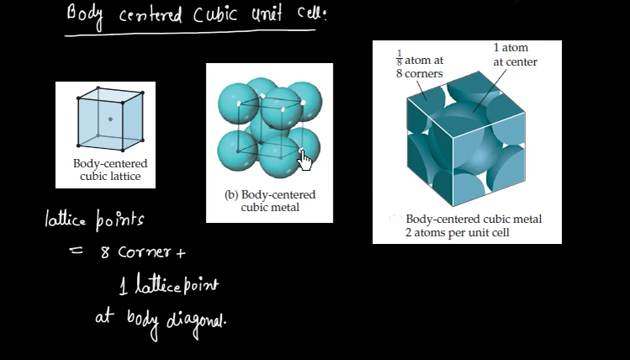 Body centered cubic unit cell:
1/8 atom at
8 corners
1 atom
at center
Body-centered
cubic lattice
(b) Body-centered
cubic metal
Body-centered cubic metal
2 atoms per unit cell
lattice points
= 8 corner +
1 lattice point
at body diagonal.